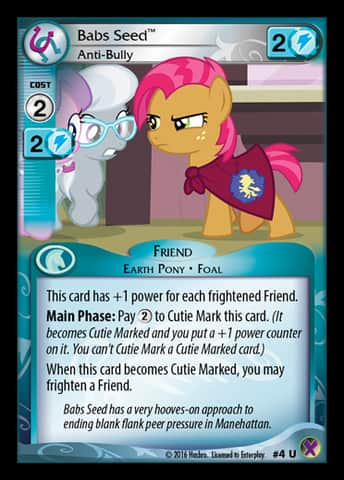 Babs Seed™
Anti-Bully
2
COST
2
2
FRIEND
EARTH PONY • FOAL
This card has +1 power for each frightened Friend.
Main Phase: Pay 2 to Cutie Mark this card. (It
becomes Cutie Marked and you put a +1 power counter
on it. You can't Cutie Mark a Cutie Marked card.)
When this card becomes Cutie Marked, you may
frighten a Friend.
Babs Seed has a very hooves-on approach to
ending blank flank peer pressure in Manehattan.
© 2016 Hasbro. Licensed to Enterplay. #4 U